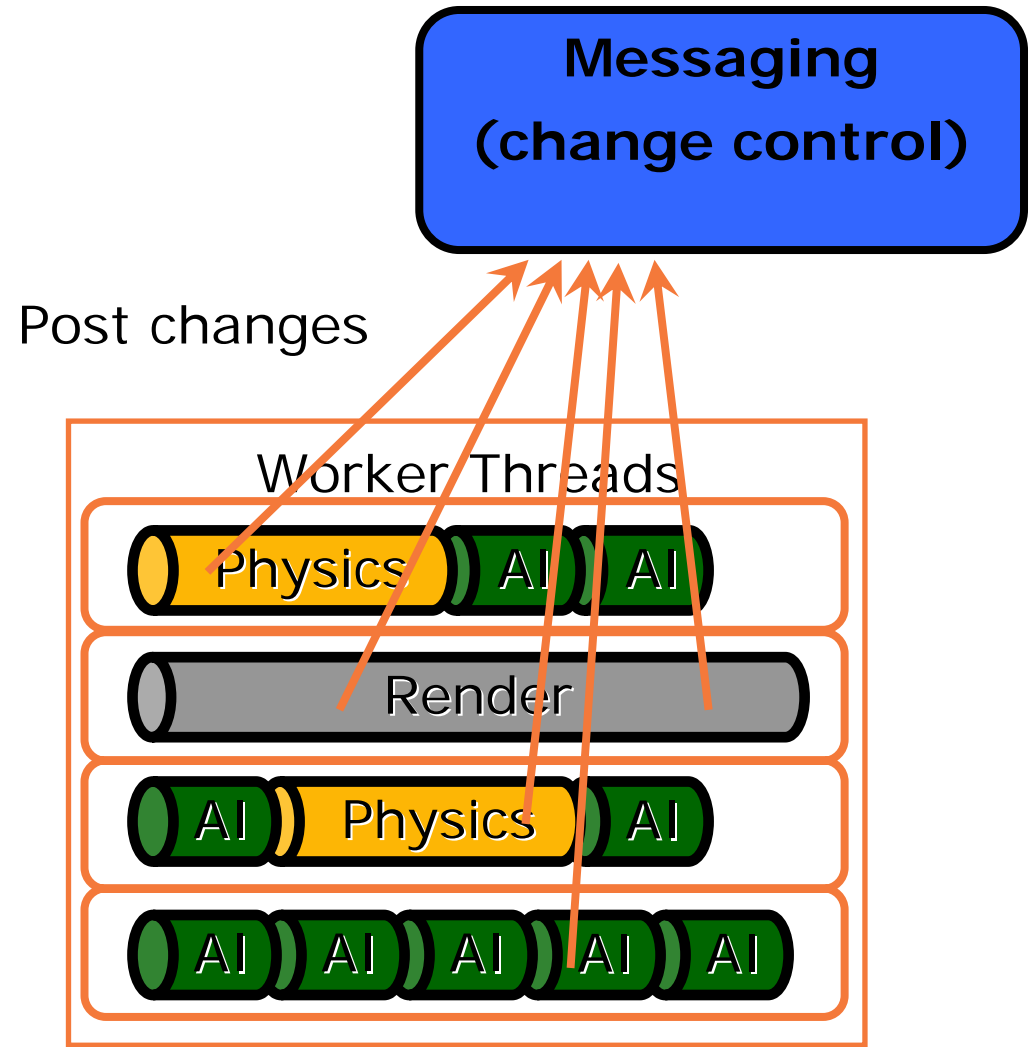 Messaging
(change control)
Post changes
Worker Threads
Physics AI AI
Render
AI Physics AI
AI AI AI AI AI